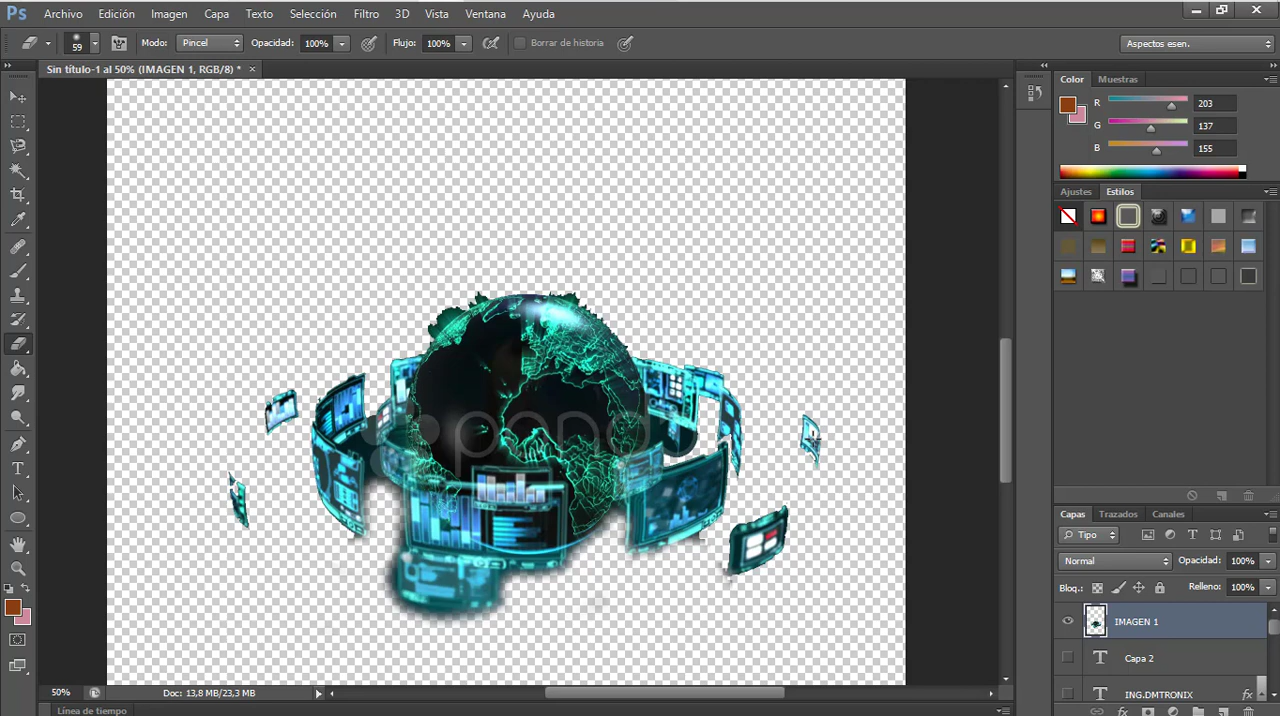 Ps Archivo Edición Imagen Capa Texto Selección Filtro 3D Vista Ventana Ayuda
59 Modo: Pincel Opacidad: 100% Flujo: 100% Borrar de historia Aspectos esen.
Sin título-1 al 50% (IMAGEN 1, RGB/8) *
Color Muestras
R 203
G 137
B 155
Ajustes Estilos
Capas Trazados Canales
Tipo
Normal Opacidad: 100%
Bloq.: Relleno: 100%
IMAGEN 1
T Capa 2
T ING.DMTRONIX fx
50% Doc: 13,8 MB/23,3 MB
Línea de tiempo